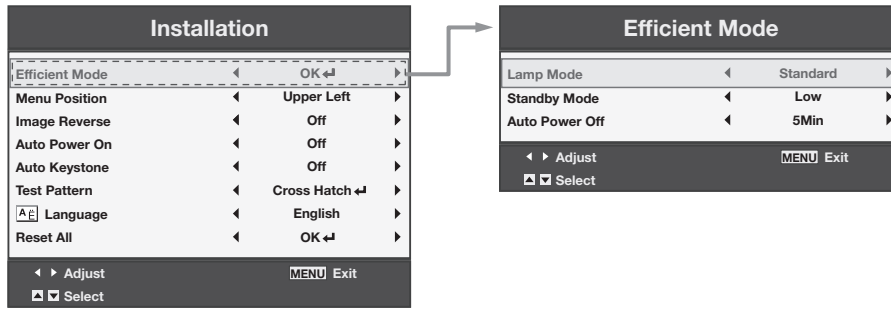 Installation
Efficient Mode ◀ OK↵ ▶
Menu Position ◀ Upper Left ▶
Image Reverse ◀ Off ▶
Auto Power On ◀ Off ▶
Auto Keystone ◀ Off ▶
Test Pattern ◀ Cross Hatch↵ ▶
Language ◀ English ▶
Reset All ◀ OK↵ ▶
◀ ▶ Adjust MENU Exit
▲ ▼ Select
Efficient Mode
Lamp Mode ◀ Standard ▶
Standby Mode ◀ Low ▶
Auto Power Off ◀ 5Min ▶
◀ ▶ Adjust MENU Exit
▲ ▼ Select